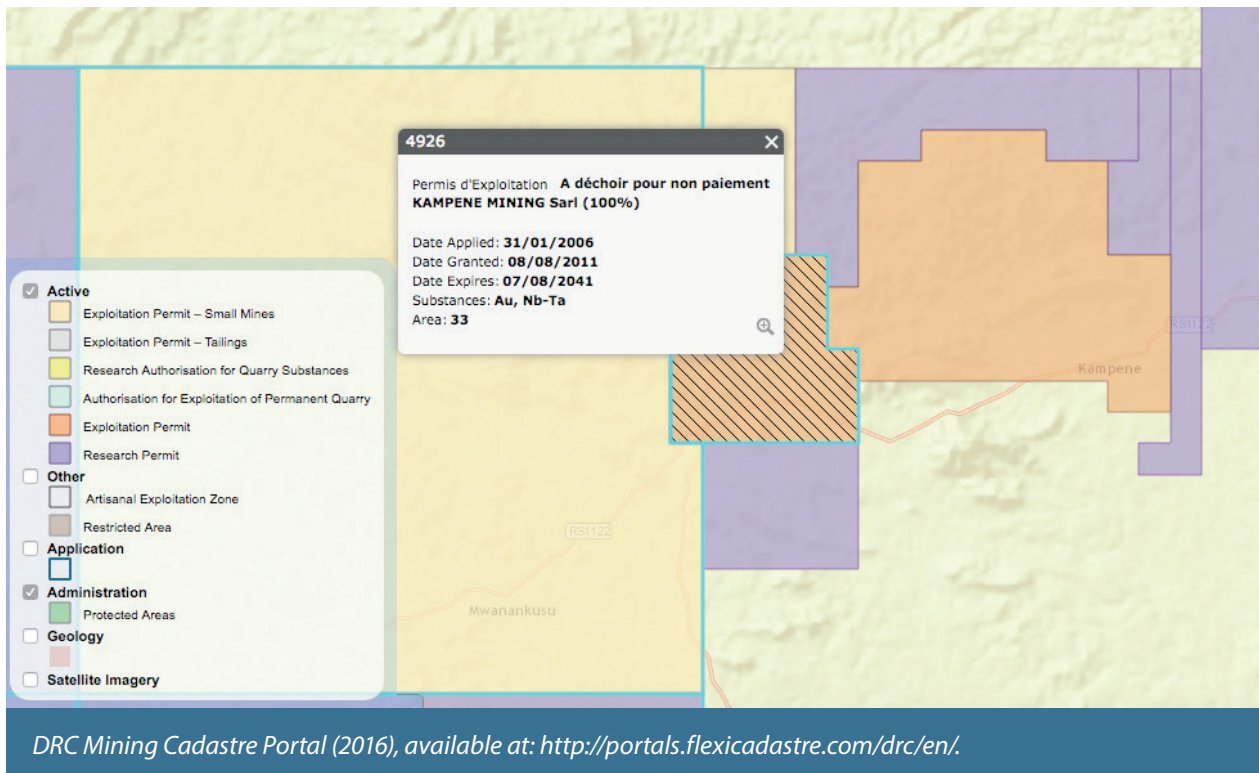 4926
Permis d'Exploitation A déchoir pour non paiement
KAMPENE MINING Sarl (100%)
Date Applied: 31/01/2006
Date Granted: 08/08/2011
Date Expires: 07/08/2041
Substances: Au, Nb-Ta
Area: 33
Active
Exploitation Permit – Small Mines
Exploitation Permit – Tailings
Research Authorisation for Quarry Substances
Authorisation for Exploitation of Permanent Quarry
Exploitation Permit
Research Permit
Other
Artisanal Exploitation Zone
Restricted Area
Application
Administration
Protected Areas
Geology
Satellite Imagery
RS1122
Kampene
RS1122
Mwanankusu
DRC Mining Cadastre Portal (2016), available at: http://portals.flexicadastre.com/drc/en/.